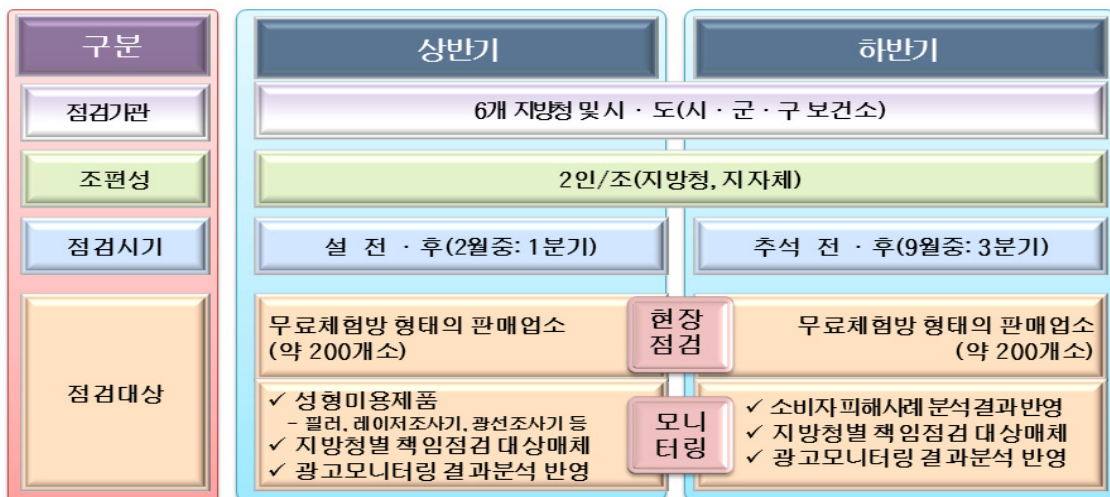 구분
상반기
하반기
점검기관
6개 지방청 및 시 · 도(시 · 군 · 구 보건소)
조편성
2인/조(지방청, 지자체)
점검시기
설 전 · 후(2월중: 1분기)
추석 전 · 후(9월중: 3분기)
점검대상
무료체험방 형태의 판매업소
(약 200개소)
현장
점검
무료체험방 형태의 판매업소
(약 200개소)
✓ 성형미용제품
- 필러, 레이저조사기, 광선조사기 등
✓ 지방청별 책임점검 대상매체
✓ 광고모니터링 결과분석 반영
모니
터링
✓ 소비자피해사례 분석결과 반영
✓ 지방청별 책임점검 대상매체
✓ 광고모니터링 결과분석 반영